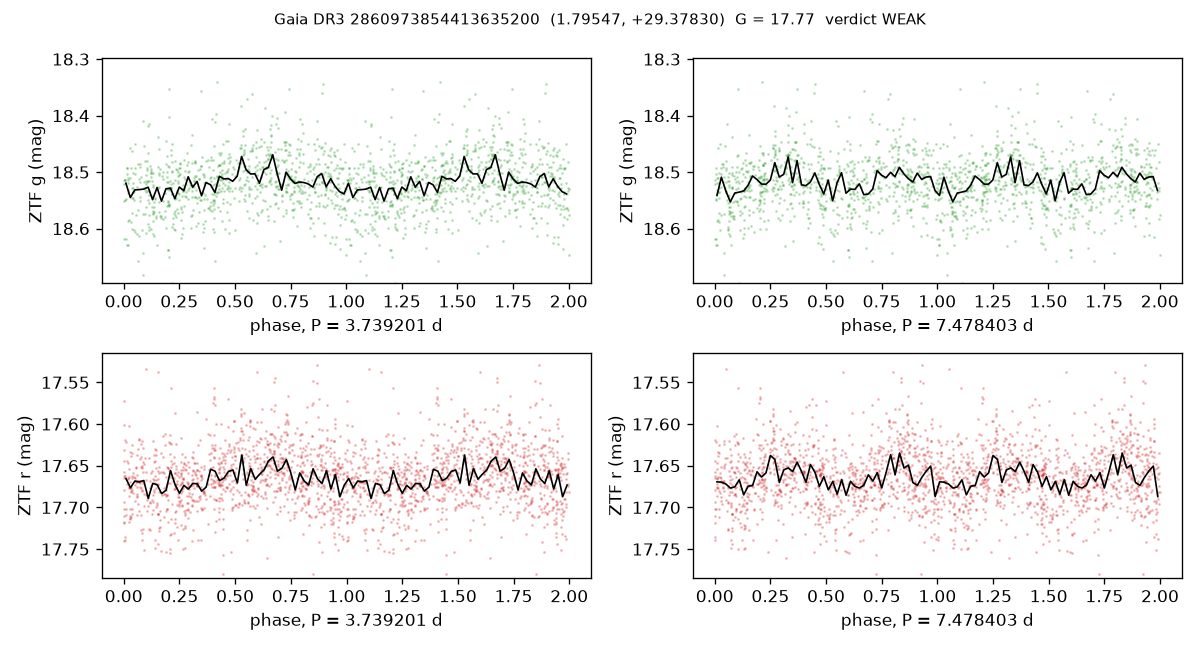 Gaia DR3 2860973854413635200 (1.79547, +29.37830) G = 17.77 verdict WEAK
18.3
18.4
18.5
18.6
ZTF g (mag)
0.00 0.25 0.50 0.75 1.00 1.25 1.50 1.75 2.00
phase, P = 3.739201 d
18.3
18.4
18.5
18.6
ZTF g (mag)
0.00 0.25 0.50 0.75 1.00 1.25 1.50 1.75 2.00
phase, P = 7.478403 d
17.55
17.60
17.65
17.70
17.75
ZTF r (mag)
0.00 0.25 0.50 0.75 1.00 1.25 1.50 1.75 2.00
phase, P = 3.739201 d
17.55
17.60
17.65
17.70
17.75
ZTF r (mag)
0.00 0.25 0.50 0.75 1.00 1.25 1.50 1.75 2.00
phase, P = 7.478403 d